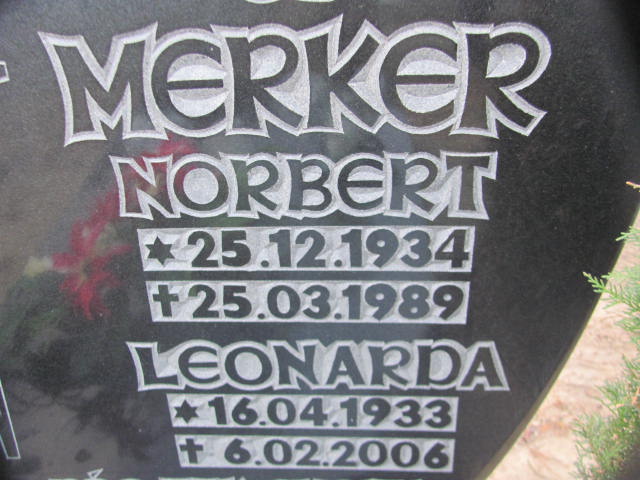 MERKER
NORBERT
* 25.12.1934
† 25.03.1989
LEONARDA
* 16.04.1933
† 6.02.2006